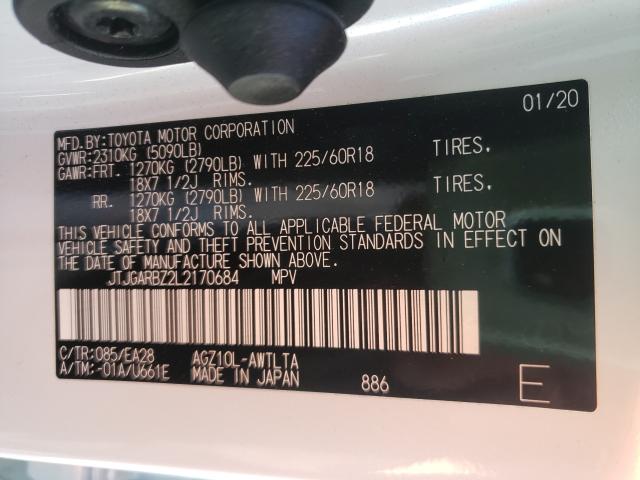 01/20
MFD.BY:TOYOTA MOTOR CORPORATION
GVWR:2310KG (5090LB)
GAWR:FRT. 1270KG (2790LB) WITH 225/60R18 TIRES,
18X7 1/2J RIMS.
RR. 1270KG (2790LB) WITH 225/60R18 TIRES,
18X7 1/2J RIMS.
THIS VEHICLE CONFORMS TO ALL APPLICABLE FEDERAL MOTOR
VEHICLE SAFETY AND THEFT PREVENTION STANDARDS IN EFFECT ON
THE DATE OF MANUFACTURE SHOWN ABOVE.
JTJGARBZ2L2170684 MPV
C/TR:085/EA28 AGZ10L-AWTLTA
A/TM:-01A/U661E MADE IN JAPAN 886 E